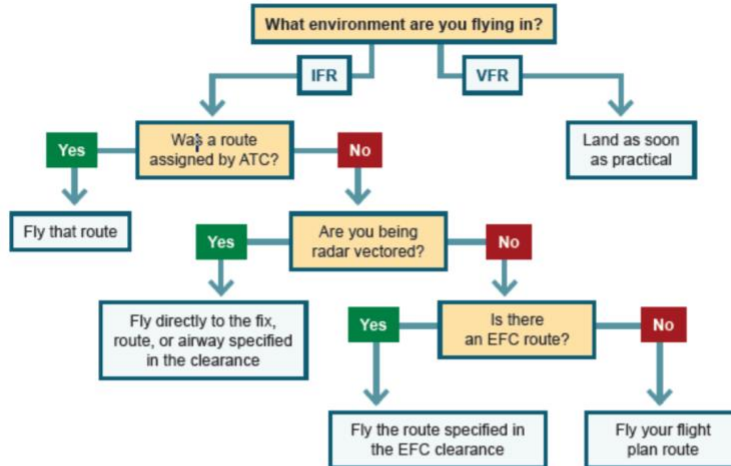 What environment are you flying in?
IFR
VFR
Was a route
assigned by ATC?
Yes
No
Land as soon
as practical
Fly that route
Are you being
radar vectored?
Yes
No
Fly directly to the fix,
route, or airway specified
in the clearance
Is there
an EFC route?
Yes
No
Fly the route specified in
the EFC clearance
Fly your flight
plan route